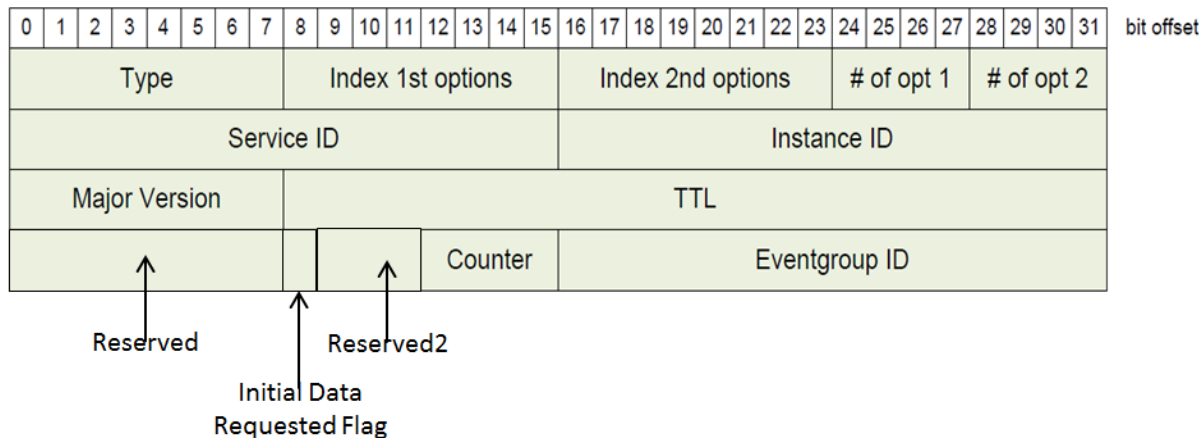 0 1 2 3 4 5 6 7 8 9 10 11 12 13 14 15 16 17 18 19 20 21 22 23 24 25 26 27 28 29 30 31 bit offset
Type Index 1st options Index 2nd options # of opt 1 # of opt 2
Service ID Instance ID
Major Version TTL
Counter Eventgroup ID
Reserved Reserved2
Initial Data
Requested Flag